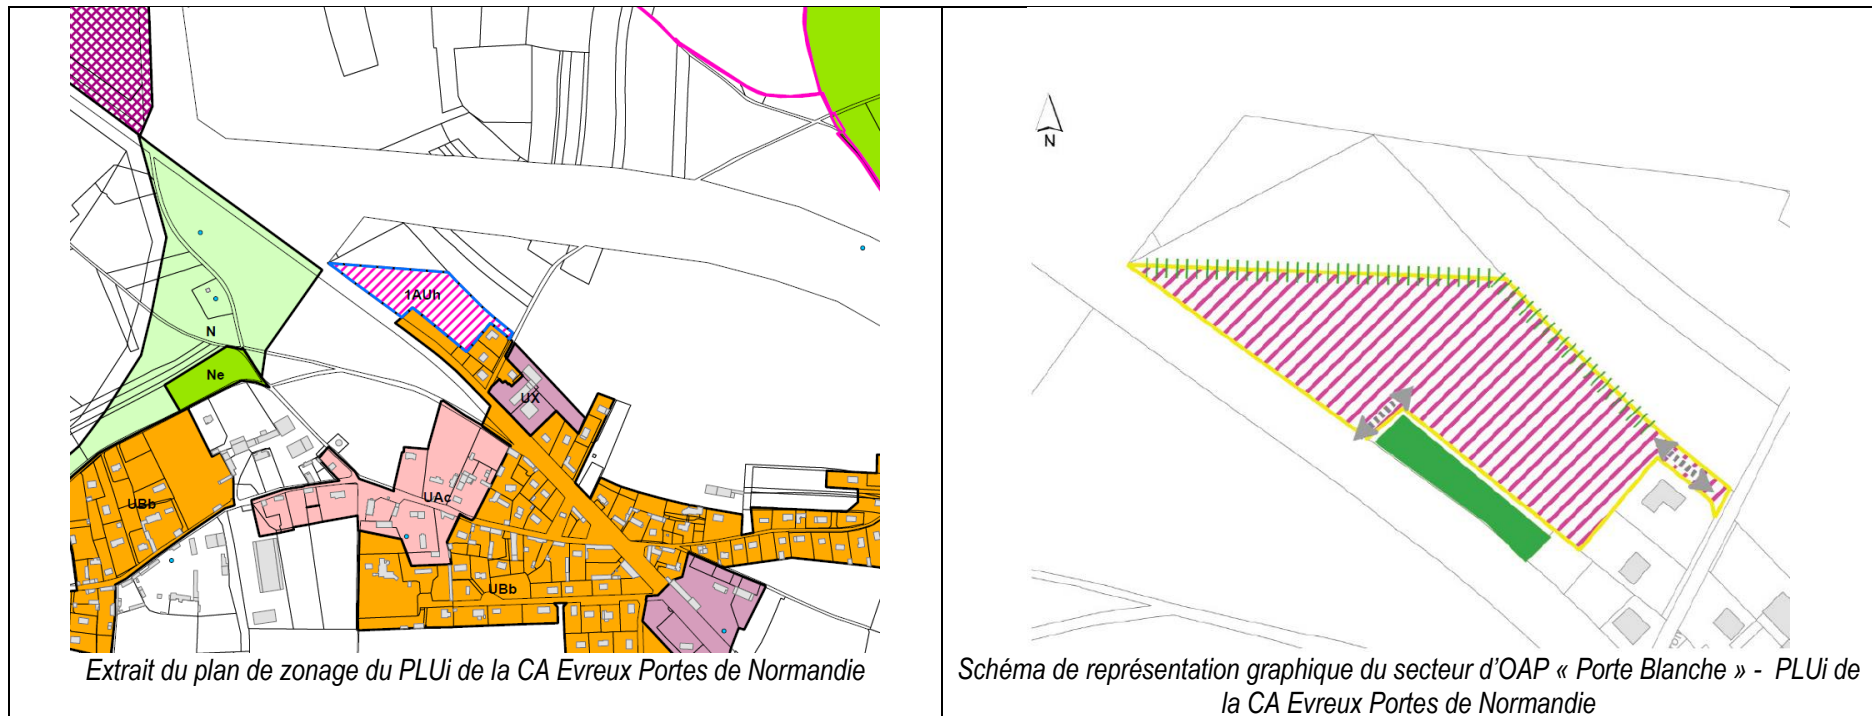 1AUh
N
Ne
UX
UAc
UBb
UBb
Extrait du plan de zonage du PLUi de la CA Evreux Portes de Normandie
N
Schéma de représentation graphique du secteur d'OAP « Porte Blanche » - PLUi de
la CA Evreux Portes de Normandie